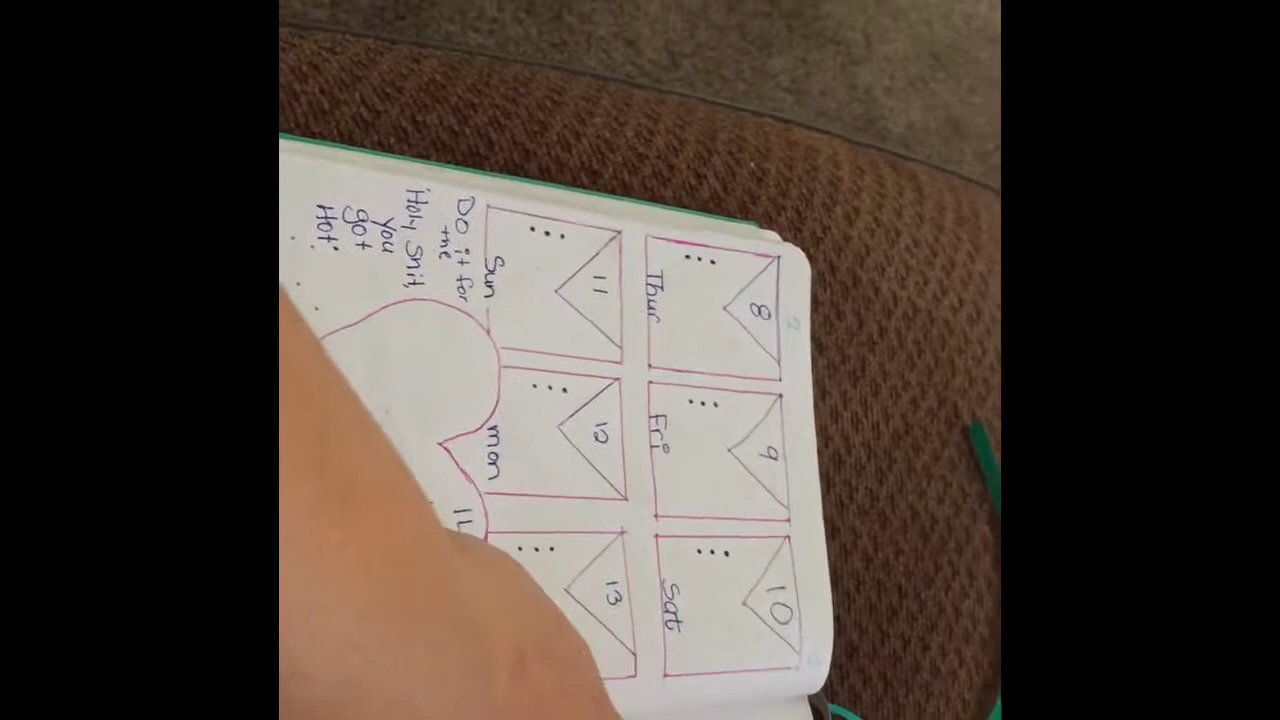 8 9 10
Thur Fri Sat
11 12 13
Sun mon
Do it for
me
"Holy Shit,
you
got
Hot"